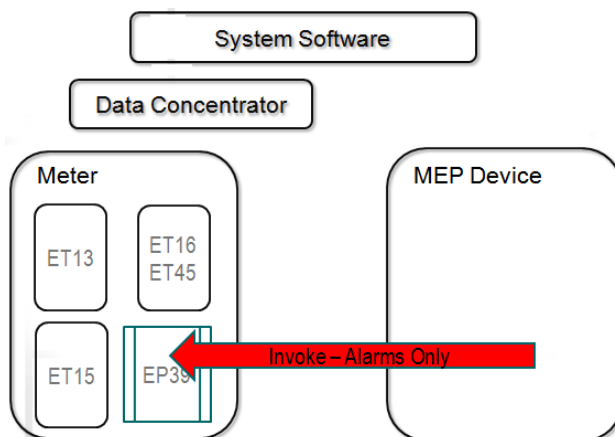 System Software
Data Concentrator
Meter
MEP Device
ET13
ET16
ET45
ET15
EP39
Invoke – Alarms Only